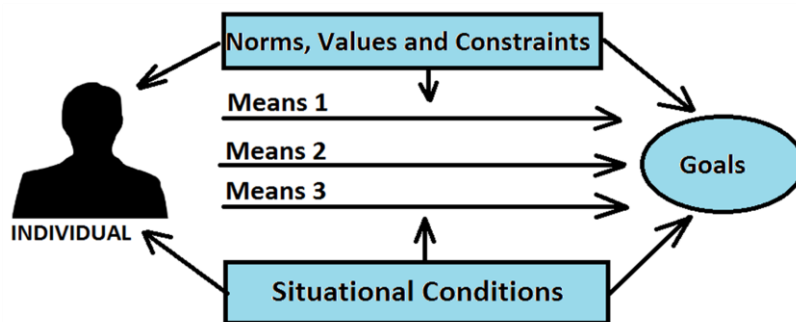 Norms, Values and Constraints
Means 1
Means 2
Means 3
Goals
INDIVIDUAL
Situational Conditions